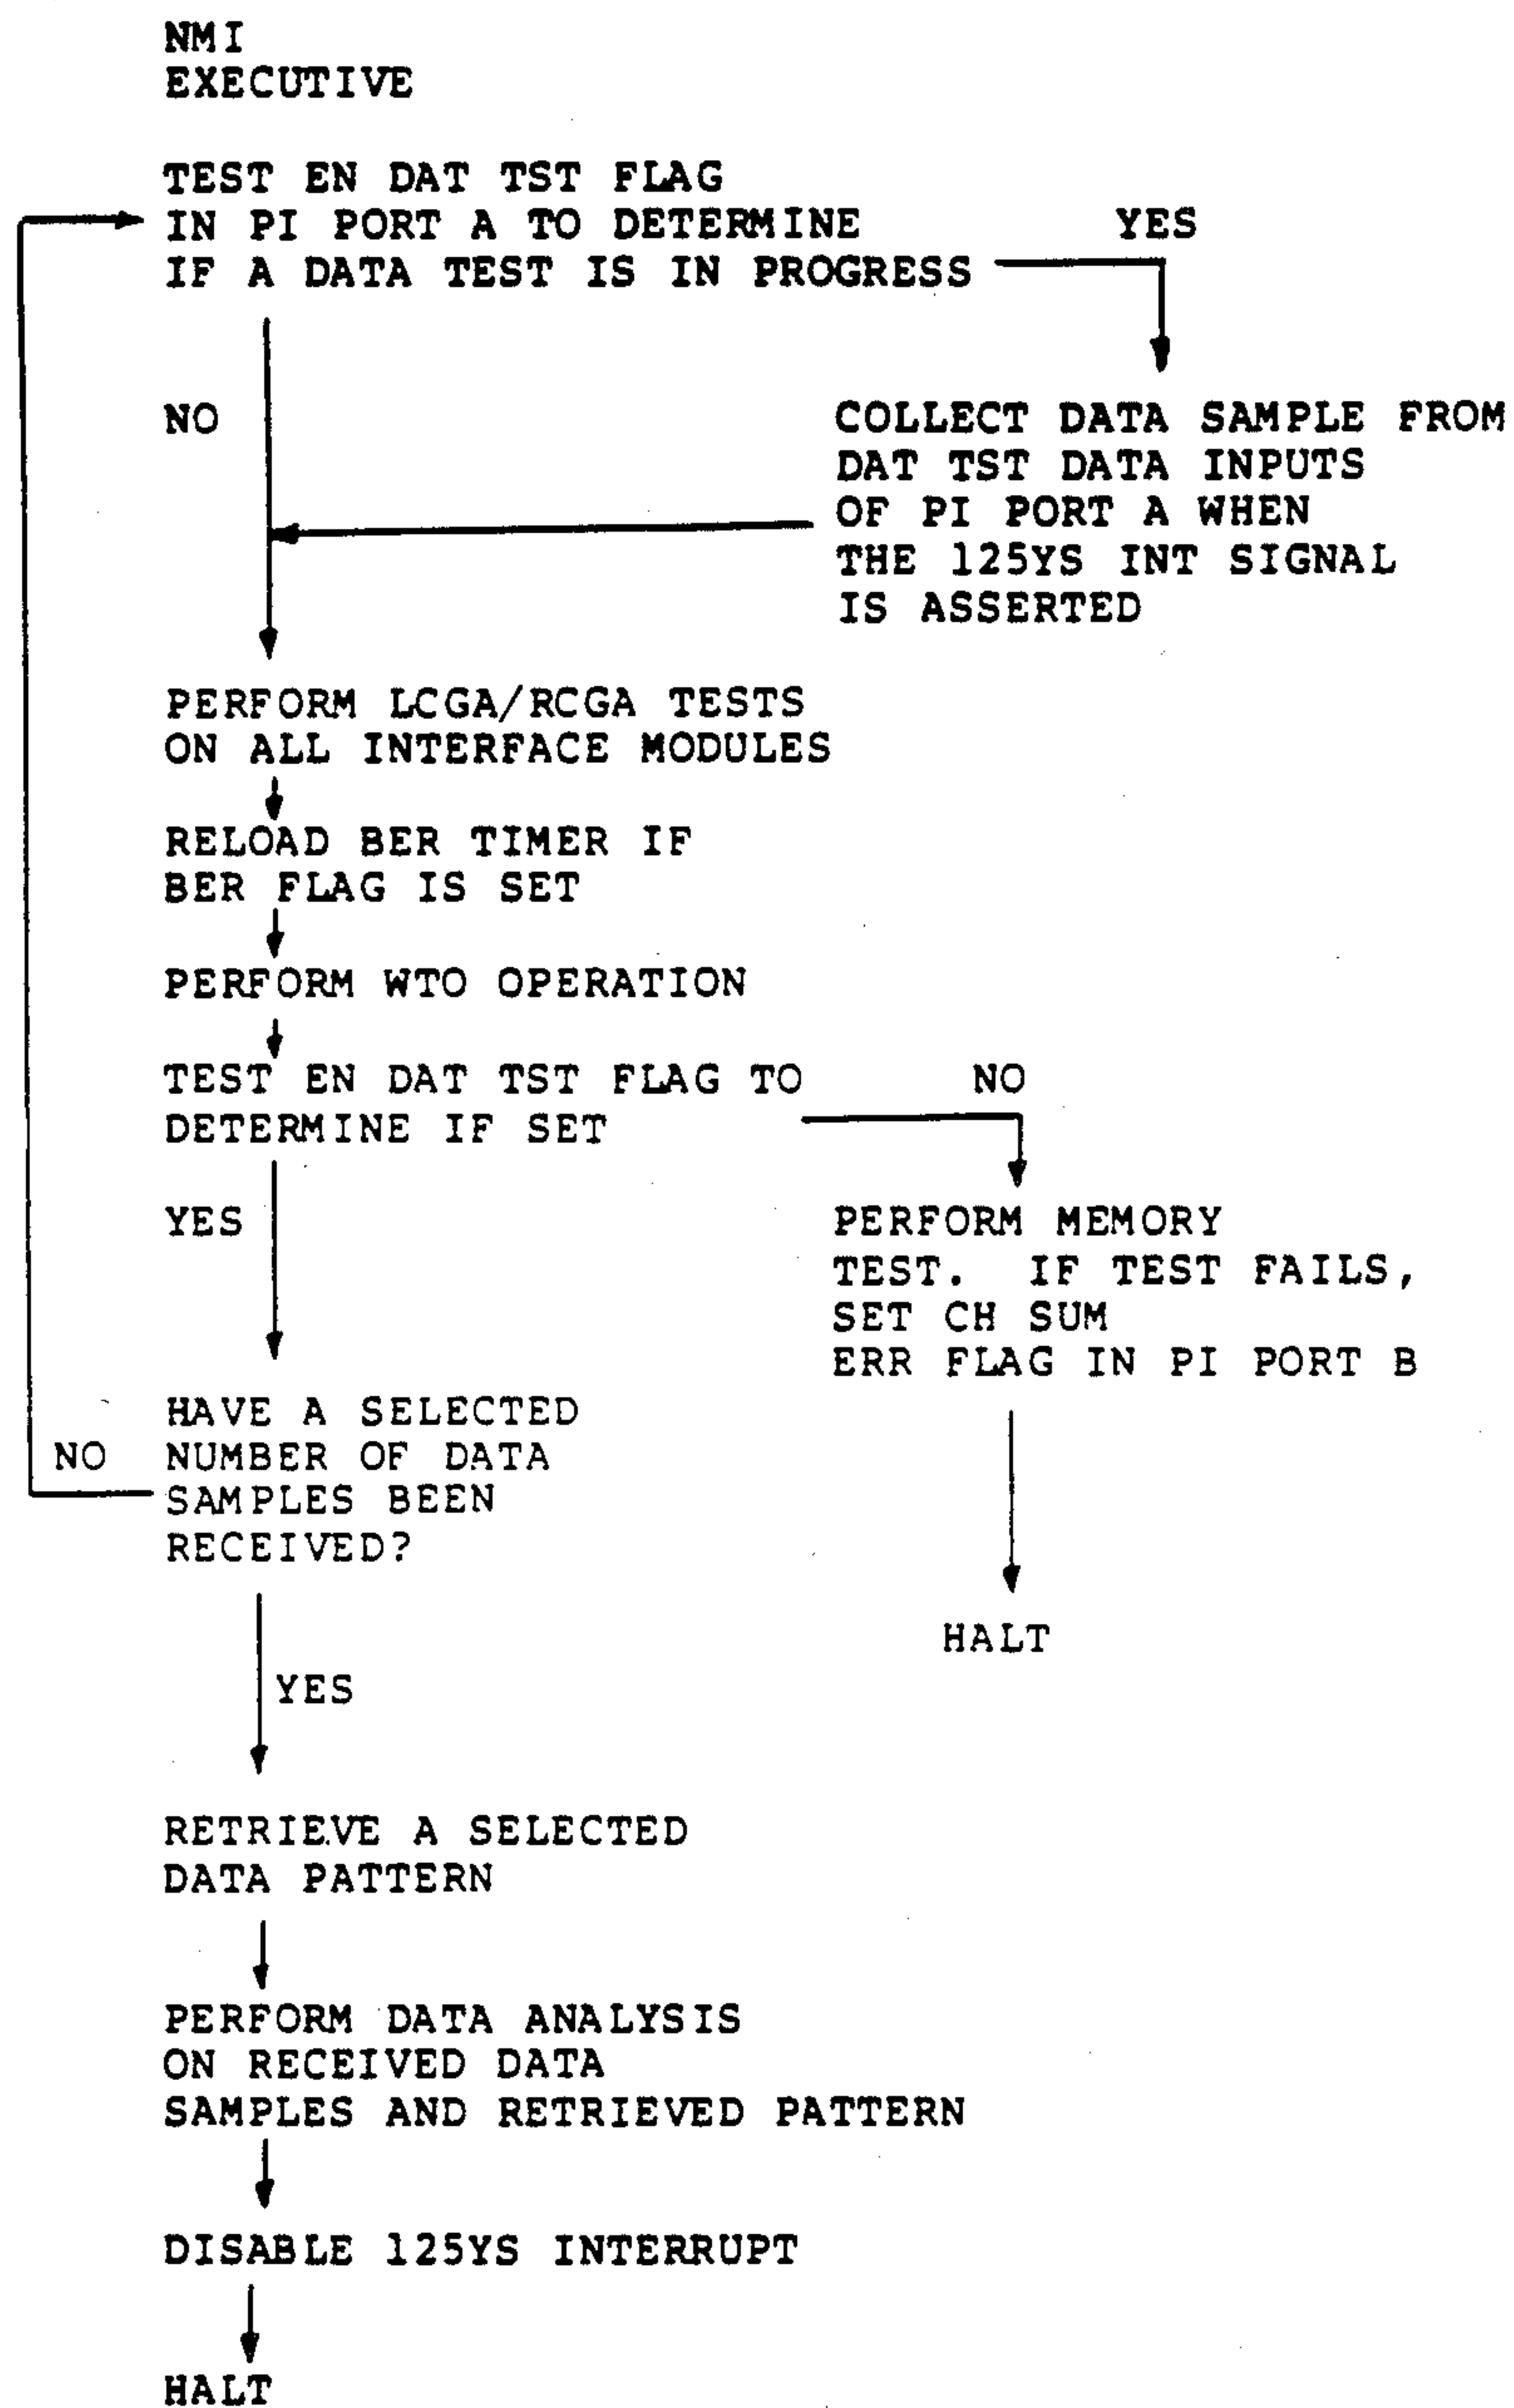 NMI
EXECUTIVE
TEST EN DAT TST FLAG
IN PI PORT A TO DETERMINE
IF A DATA TEST IS IN PROGRESS
YES
NO
COLLECT DATA SAMPLE FROM
DAT TST DATA INPUTS
OF PI PORT A WHEN
THE 125YS INT SIGNAL
IS ASSERTED
PERFORM LCGA/RCGA TESTS
ON ALL INTERFACE MODULES
RELOAD BER TIMER IF
BER FLAG IS SET
PERFORM WTO OPERATION
TEST EN DAT TST FLAG TO
DETERMINE IF SET
NO
YES
PERFORM MEMORY
TEST. IF TEST FAILS,
SET CH SUM
ERR FLAG IN PI PORT B
HALT
HAVE A SELECTED
NUMBER OF DATA
SAMPLES BEEN
RECEIVED?
NO
YES
RETRIEVE A SELECTED
DATA PATTERN
PERFORM DATA ANALYSIS
ON RECEIVED DATA
SAMPLES AND RETRIEVED PATTERN
DISABLE 125YS INTERRUPT
HALT